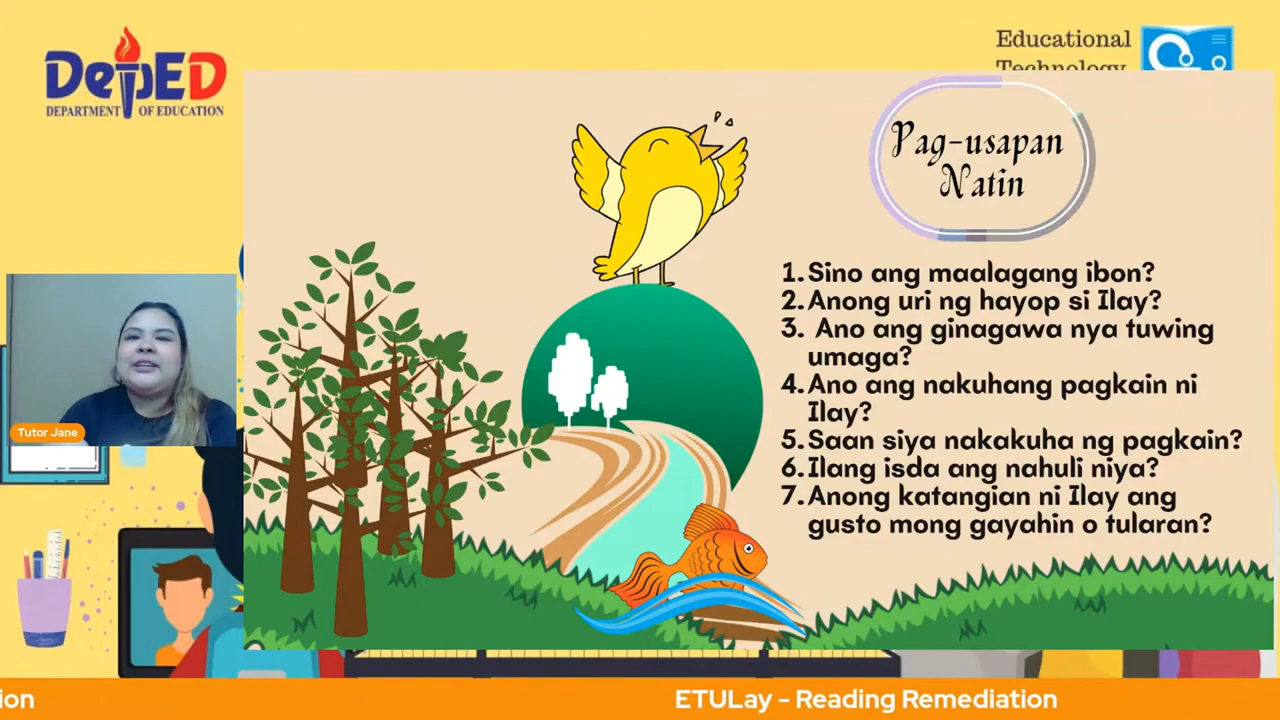 DepED
DEPARTMENT OF EDUCATION
Educational
Technology
Pag-usapan
Natin
1. Sino ang maalagang ibon?
2. Anong uri ng hayop si Ilay?
3. Ano ang ginagawa nya tuwing
umaga?
4. Ano ang nakuhang pagkain ni
Ilay?
5. Saan siya nakakuha ng pagkain?
6. Ilang isda ang nahuli niya?
7. Anong katangian ni Ilay ang
gusto mong gayahin o tularan?
Tutor Jane
ion
ETULay - Reading Remediation